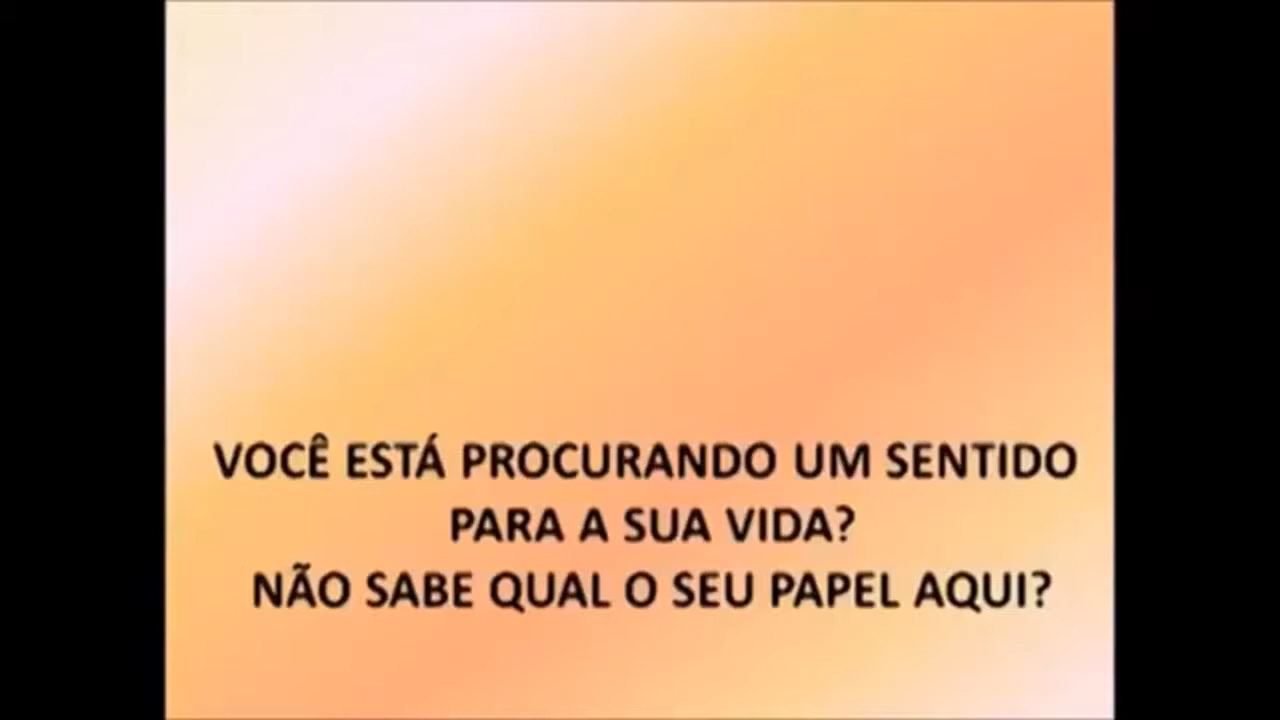 VOCÊ ESTÁ PROCURANDO UM SENTIDO
PARA A SUA VIDA?
NÃO SABE QUAL O SEU PAPEL AQUI?